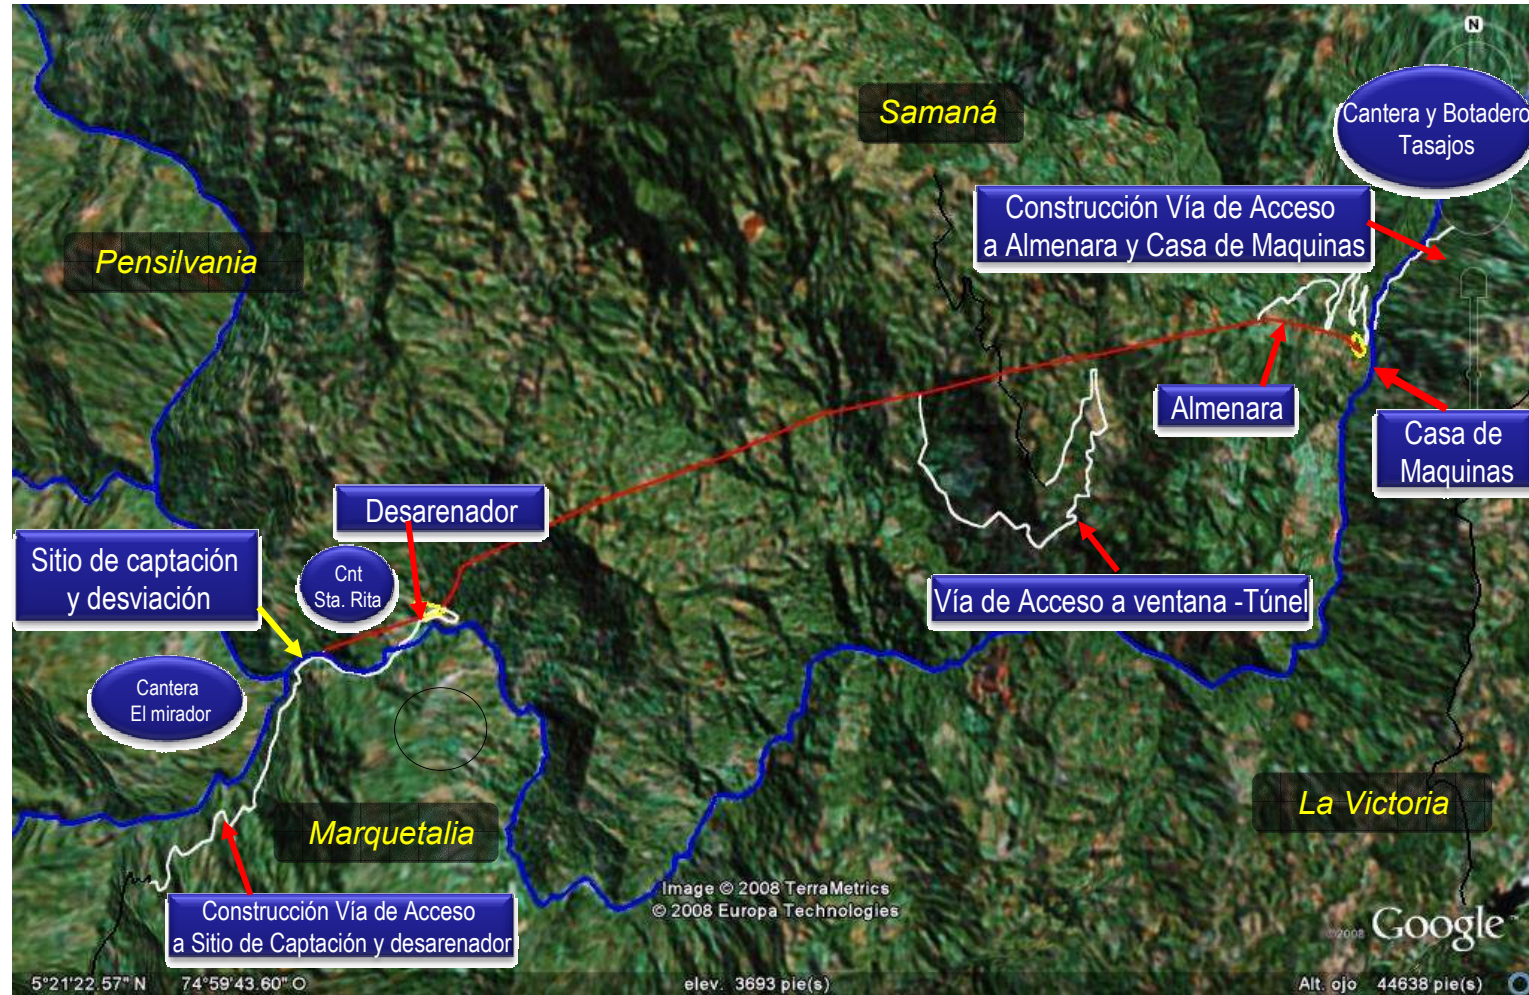 N
Samaná
Cantera y Botadero
Tasajos
Construcción Vía de Acceso
a Almenara y Casa de Maquinas
Pensilvania
Almenara
Casa de
Maquinas
Desarenador
Sitio de captación
y desviación
Cnt
Sta. Rita
Vía de Acceso a ventana -Túnel
Cantera
El mirador
La Victoria
Marquetalia
Image © 2008 TerraMetrics
© 2008 Europa Technologies
Construcción Vía de Acceso
a Sitio de Captación y desarenador
©2008 Google™
5°21'22.57" N 74°59'43.60" O elev. 3693 pie(s) Alt. ojo 44638 pie(s)